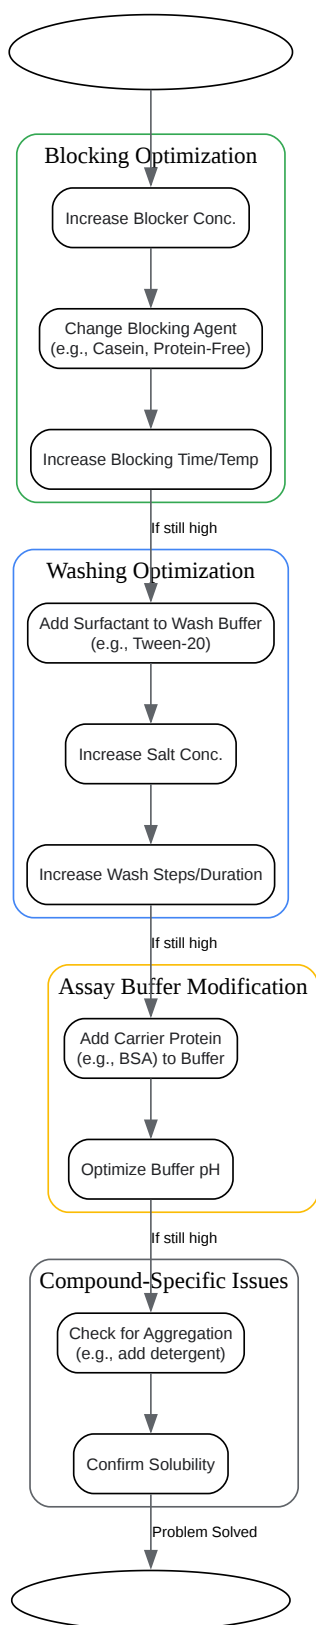 Blocking Optimization
Increase Blocker Conc.
Change Blocking Agent
(e.g., Casein, Protein-Free)
Increase Blocking Time/Temp
If still high
Washing Optimization
Add Surfactant to Wash Buffer
(e.g., Tween-20)
Increase Salt Conc.
Increase Wash Steps/Duration
If still high
Assay Buffer Modification
Add Carrier Protein
(e.g., BSA) to Buffer
Optimize Buffer pH
If still high
Compound-Specific Issues
Check for Aggregation
(e.g., add detergent)
Confirm Solubility
Problem Solved